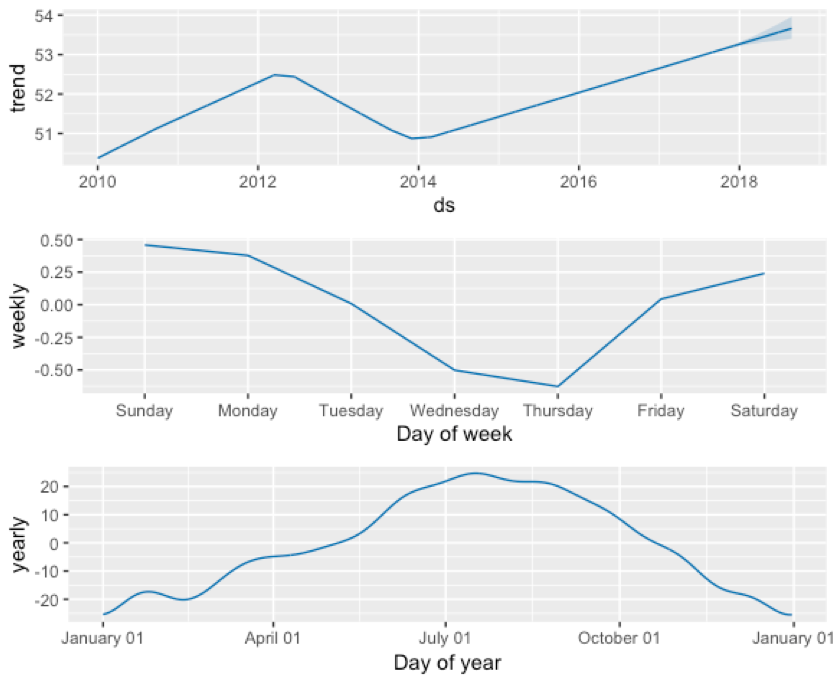 54
53
52
51
trend
2010 2012 2014 2016 2018
ds
0.50
0.25
0.00
-0.25
-0.50
weekly
Sunday Monday Tuesday Wednesday Thursday Friday Saturday
Day of week
20
10
0
-10
-20
yearly
January 01 April 01 July 01 October 01 January 01
Day of year